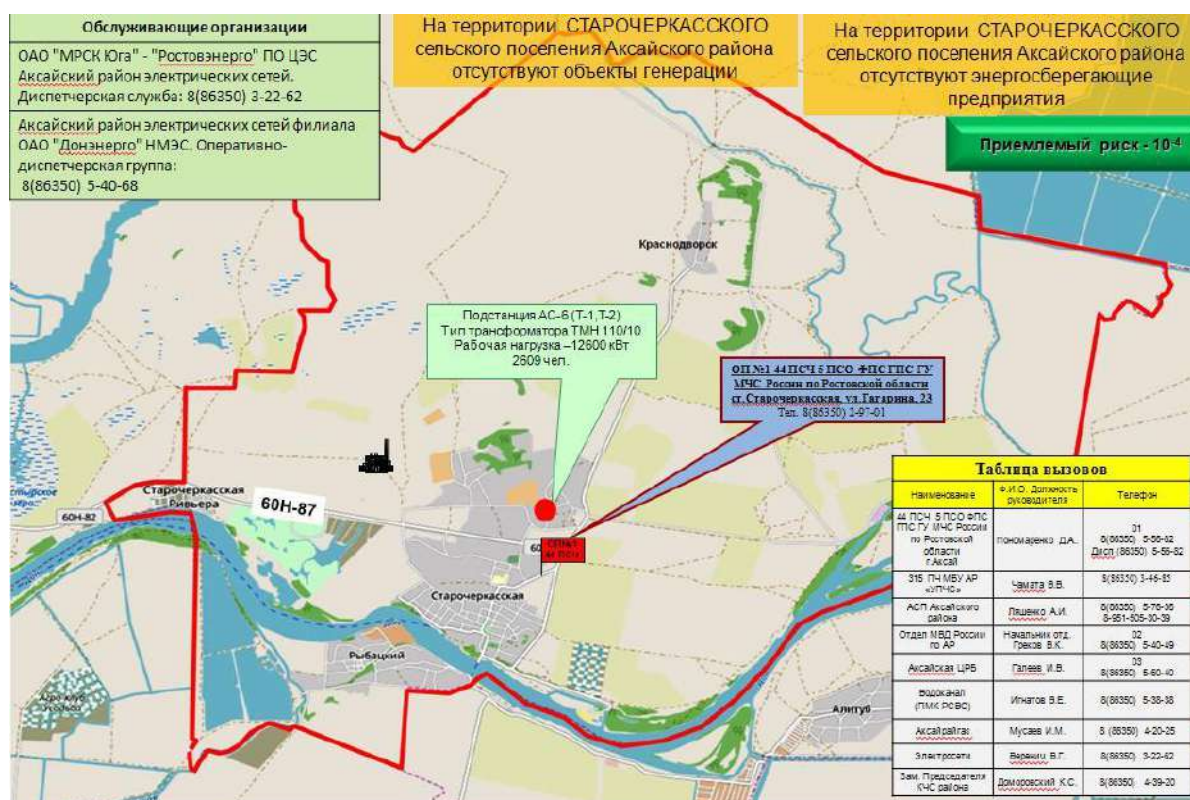 Обслуживающие организации
ОАО "МРСК Юга" - "Ростовэнерго" ПО ЦЭС
Аксайский район электрических сетей.
Диспетчерская служба: 8(86350) 3-22-62
Аксайский район электрических сетей филиала
ОАО "Донэнерго" НМЭС. Оперативно-
диспетчерская группа:
8(86350) 5-40-68
На территории СТАРОЧЕРКАССКОГО
сельского поселения Аксайского района
отсутствуют объекты генерации
На территории СТАРОЧЕРКАССКОГО
сельского поселения Аксайского района
отсутствуют энергосберегающие
предприятия
Приемлемый риск - 10⁻⁴
Краснодворск
Подстанция АС-6 (Т-1,Т-2)
Тип трансформатора ТМН 110/10
Рабочая нагрузка –12600 кВт
2609 чел.
ОП №1 44 ПСЧ 5 ПСО ФПС ГПС ГУ
МЧС России по Ростовской области
ст. Старочеркасская, ул. Гагарина, 23
Тел. 8(86350) 2-97-01
Старочеркасская
Ривьера
60Н-82
60Н-87
44 ПСЧ
Старочеркасская
Рыбацкий
Алитуб
Таблица вызовов
Наименование
Ф.И.О. Должность
руководителя
Телефон
44 ПСЧ 5 ПСО ФПС
ГПС ГУ МЧС России
по Ростовской
области
г.Аксай
Пономаренко Д.А.
01
315 ПЧ МБУ АР
«УПЧС»
Чамата В.В.
АСП Аксайского
района
Ляшенко А.И.
Отдел МВД России
по АР
Начальник отд.
Греков В.К.
02
8(86350) 5-40-49
Аксайская ЦРБ
Галеев И.В.
03
8(86350) 5-60-40
Водоканал
(ПМК РСВС)
Игнатов В.Е.
8(86350) 5-38-38
Аксайрайгаз
Мусаев И.М.
8 (86350) 4-20-25
Электросети
В.Г.
8(86350) 3-22-62
Зам. Председателя
КЧС района
Доморовский К.С.
8(86350) 4-39-20